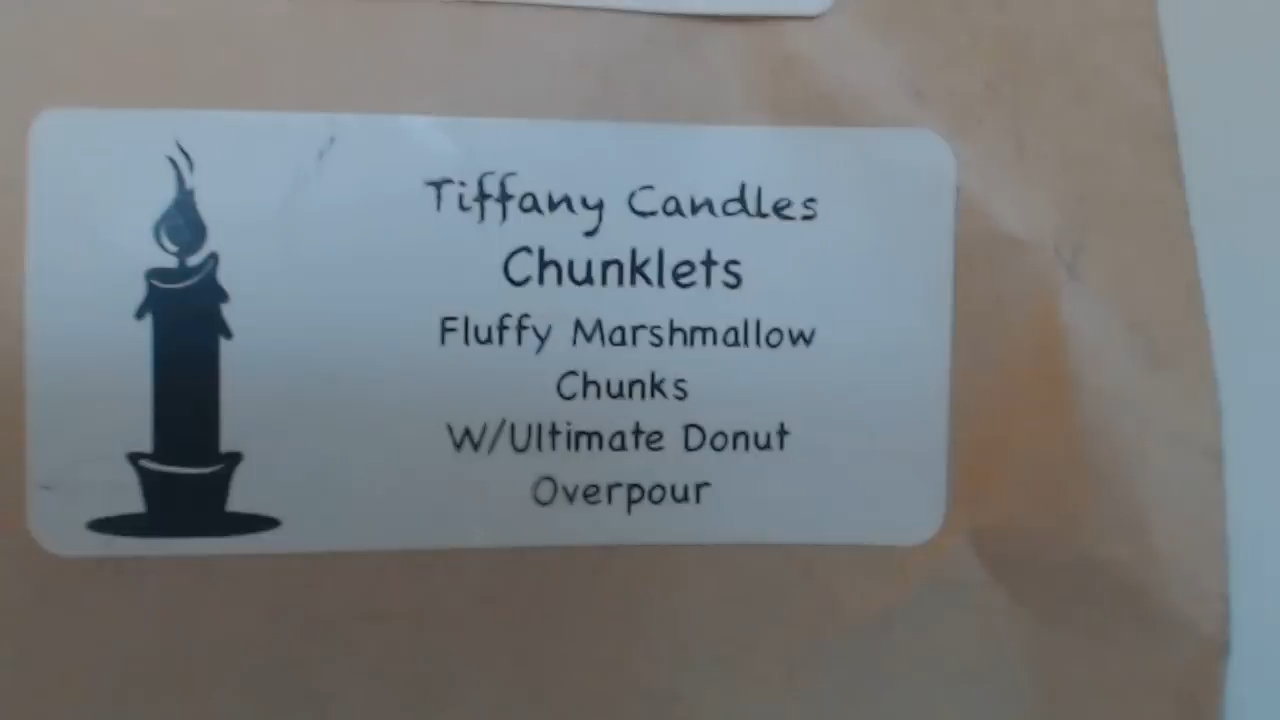 Tiffany Candles
Chunklets
Fluffy Marshmallow
Chunks
W/Ultimate Donut
Overpour